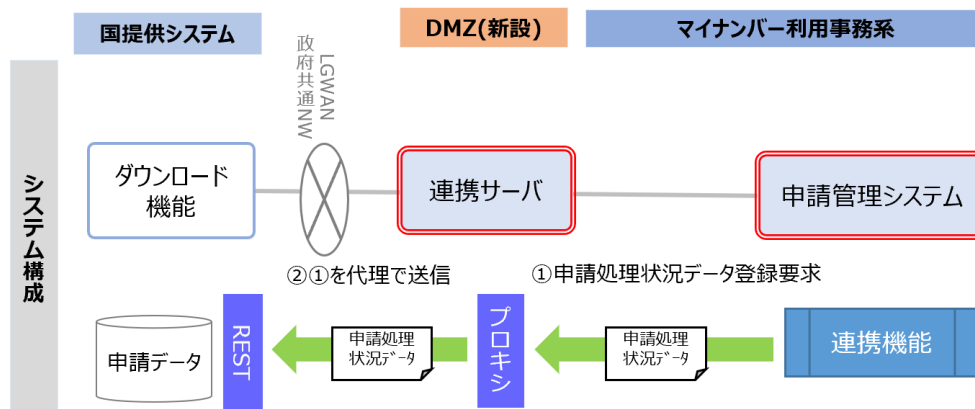 国提供システム
DMZ(新設)
マイナンバー利用事務系
LGWAN
政府共通NW
システム構成
ダウンロード
機能
連携サーバ
申請管理システム
②①を代理で送信
①申請処理状況データ登録要求
申請データ
REST
申請処理
状況データ
プロキシ
申請処理
状況データ
連携機能